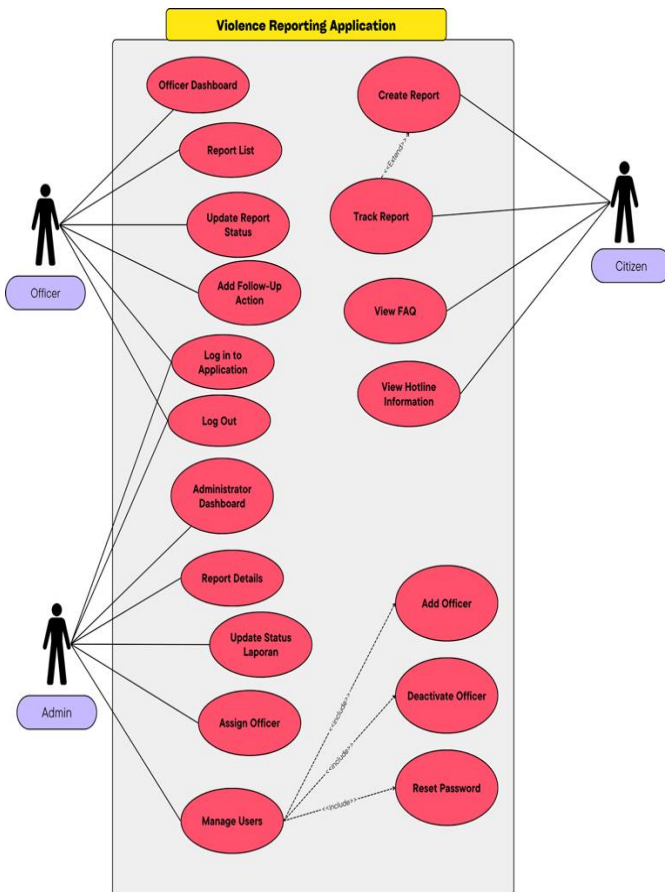 Violence Reporting Application
Officer Dashboard
Create Report
Report List
<<Extend>>
Update Report
Status
Track Report
Officer
Citizen
Add Follow-Up
Action
View FAQ
Log in to
Application
View Hotline
Information
Log Out
Administrator
Dashboard
Report Details
Add Officer
Update Status
Laporan
<<include>>
Deactivate Officer
Admin
Assign Officer
<<include>>
Reset Password
<<include>>
Manage Users